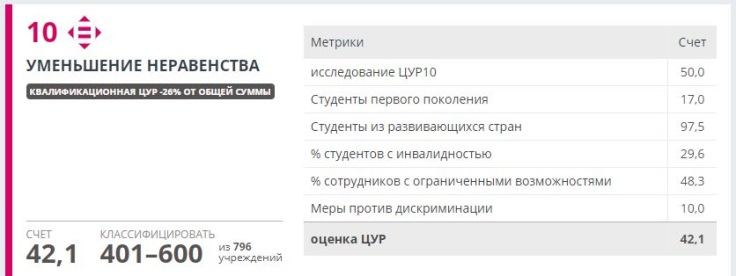 10
УМЕНЬШЕНИЕ НЕРАВЕНСТВА
КВАЛИФИКАЦИОННАЯ ЦУР -26% ОТ ОБЩЕЙ СУММЫ
СЧЕТ
42,1
КЛАССИФИЦИРОВАТЬ
401–600
из 796
учреждений
Метрики Счет
исследование ЦУР10 50,0
Студенты первого поколения 17,0
Студенты из развивающихся стран 97,5
% студентов с инвалидностью 29,6
% сотрудников с ограниченными возможностями 48,3
Меры против дискриминации 10,0
оценка ЦУР 42,1